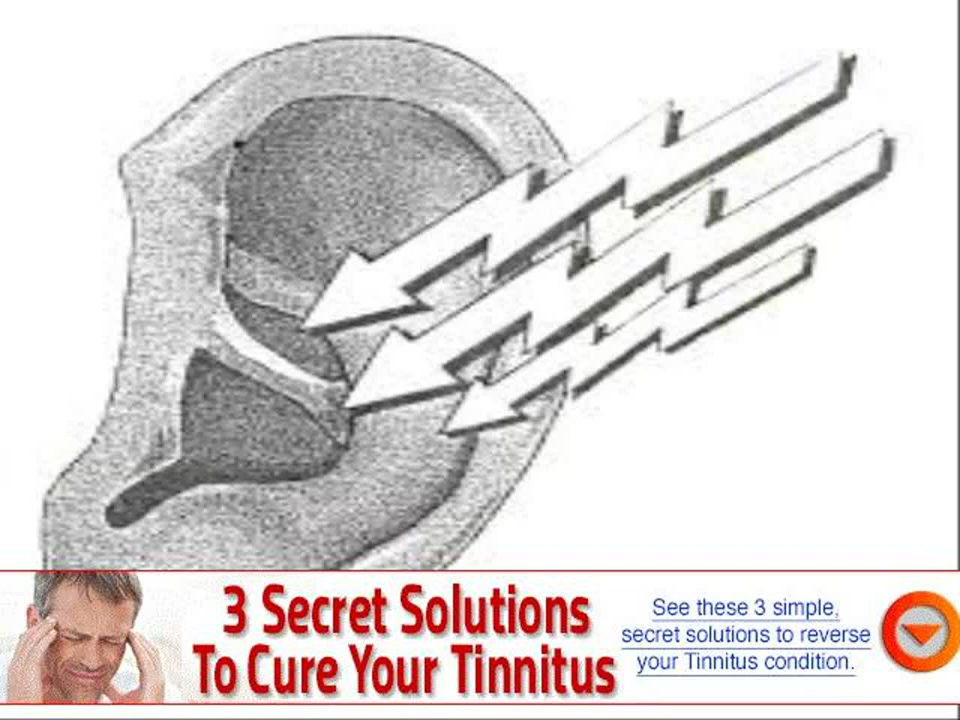 3 Secret Solutions
To Cure Your Tinnitus
See these 3 simple,
secret solutions to reverse
your Tinnitus condition.